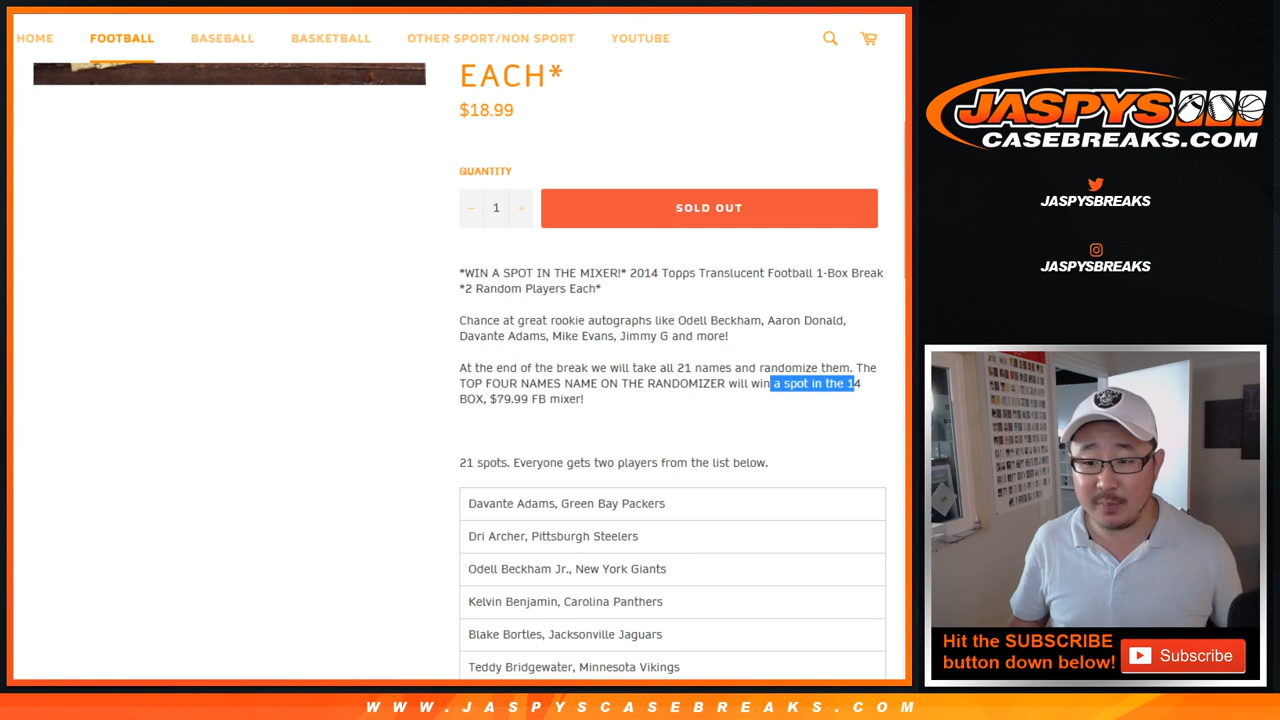 HOME
FOOTBALL
BASEBALL
BASKETBALL
OTHER SPORT/NON SPORT
YOUTUBE
EACH*
$18.99
QUANTITY
− 1 +
SOLD OUT
*WIN A SPOT IN THE MIXER!* 2014 Topps Translucent Football 1-Box Break
*2 Random Players Each*
Chance at great rookie autographs like Odell Beckham, Aaron Donald,
Davante Adams, Mike Evans, Jimmy G and more!
At the end of the break we will take all 21 names and randomize them. The
TOP FOUR NAMES NAME ON THE RANDOMIZER will win a spot in the 14
BOX, $79.99 FB mixer!
21 spots. Everyone gets two players from the list below.
Davante Adams, Green Bay Packers
Dri Archer, Pittsburgh Steelers
Odell Beckham Jr., New York Giants
Kelvin Benjamin, Carolina Panthers
Blake Bortles, Jacksonville Jaguars
Teddy Bridgewater, Minnesota Vikings
JASPYS
CASEBREAKS.COM
JASPYSBREAKS
JASPYSBREAKS
Hit the SUBSCRIBE
button down below!
Subscribe
WWW.JASPYSCASEBREAKS.COM